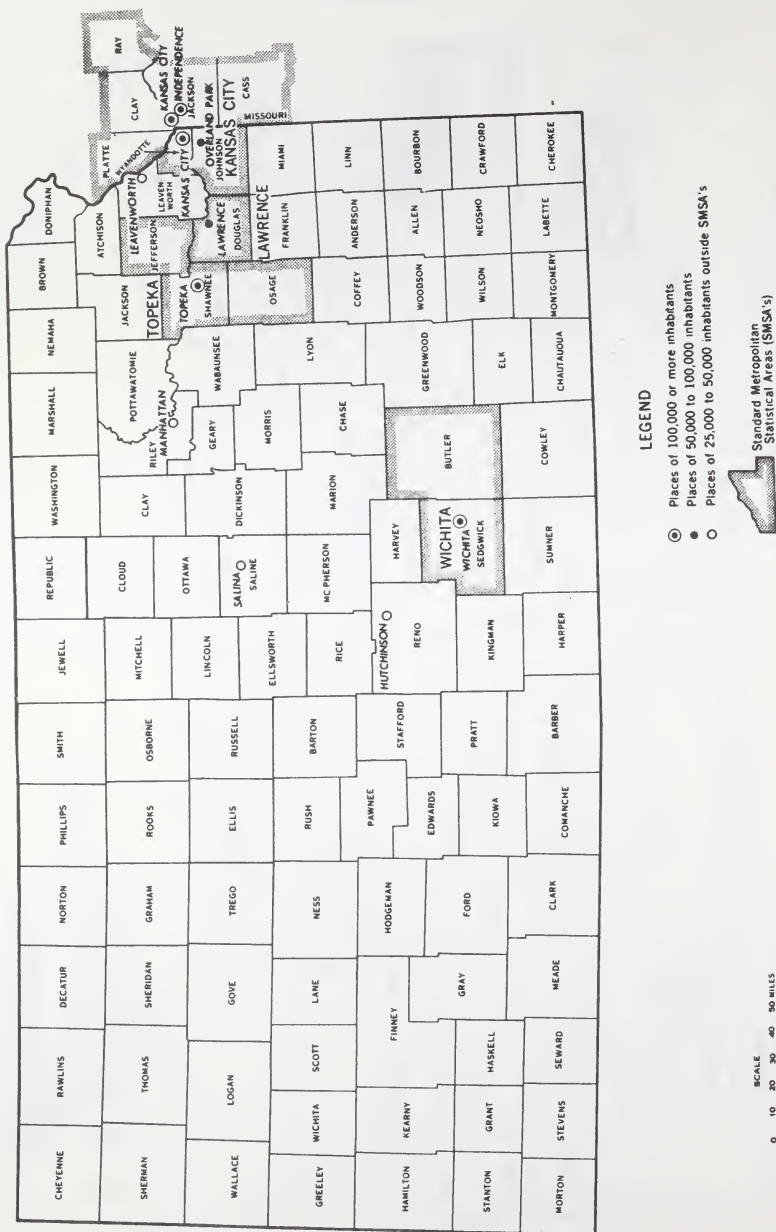 CHEYENNE
RAWLINS
DECATUR
NORTON
PHILLIPS
SMITH
JEWELL
REPUBLIC
WASHINGTON
MARSHALL
NEMAHA
BROWN
DONIPHAN
SHERMAN
THOMAS
SHERIDAN
GRAHAM
ROOKS
OSBORNE
MITCHELL
CLOUD
CLAY
RILEY
MANHATTAN
POTTAWATOMIE
JACKSON
ATCHISON
LEAVENWORTH
JEFFERSON
LEAVEN
WORTH
WYANDOTTE
KANSAS CITY
PLATTE
CLAY
RAY
KANSAS CITY
INDEPENDENCE
JACKSON
OVERLAND PARK
JOHNSON
KANSAS CITY
CASS
MISSOURI
WALLACE
LOGAN
GOVE
TREGO
ELLIS
RUSSELL
LINCOLN
OTTAWA
SALINA
SALINE
ELLSWORTH
DICKINSON
GEARY
MORRIS
WABAUNSEE
TOPEKA
TOPEKA
SHAWNEE
OSAGE
LAWRENCE
DOUGLAS
LAWRENCE
FRANKLIN
MIAMI
GREELEY
WICHITA
SCOTT
LANE
NESS
RUSH
BARTON
RICE
MC PHERSON
MARION
CHASE
LYON
COFFEY
ANDERSON
LINN
HAMILTON
KEARNY
FINNEY
HODGEMAN
PAWNEE
STAFFORD
HUTCHINSON
RENO
HARVEY
WICHITA
WICHITA
SEDGWICK
BUTLER
GREENWOOD
WOODSON
ALLEN
BOURBON
STANTON
GRANT
HASKELL
GRAY
FORD
EDWARDS
KIOWA
PRATT
KINGMAN
ELK
WILSON
NEOSHO
CRAWFORD
MORTON
STEVENS
SEWARD
MEADE
CLARK
COMANCHE
BARBER
HARPER
SUMNER
COWLEY
CHAUTAUQUA
MONTGOMERY
LABETTE
CHEROKEE
LEGEND
Places of 100,000 or more inhabitants
Places of 50,000 to 100,000 inhabitants
Places of 25,000 to 50,000 inhabitants outside SMSA's
Standard Metropolitan
Statistical Areas (SMSA's)
SCALE
0 10 20 30 40 50 MILES